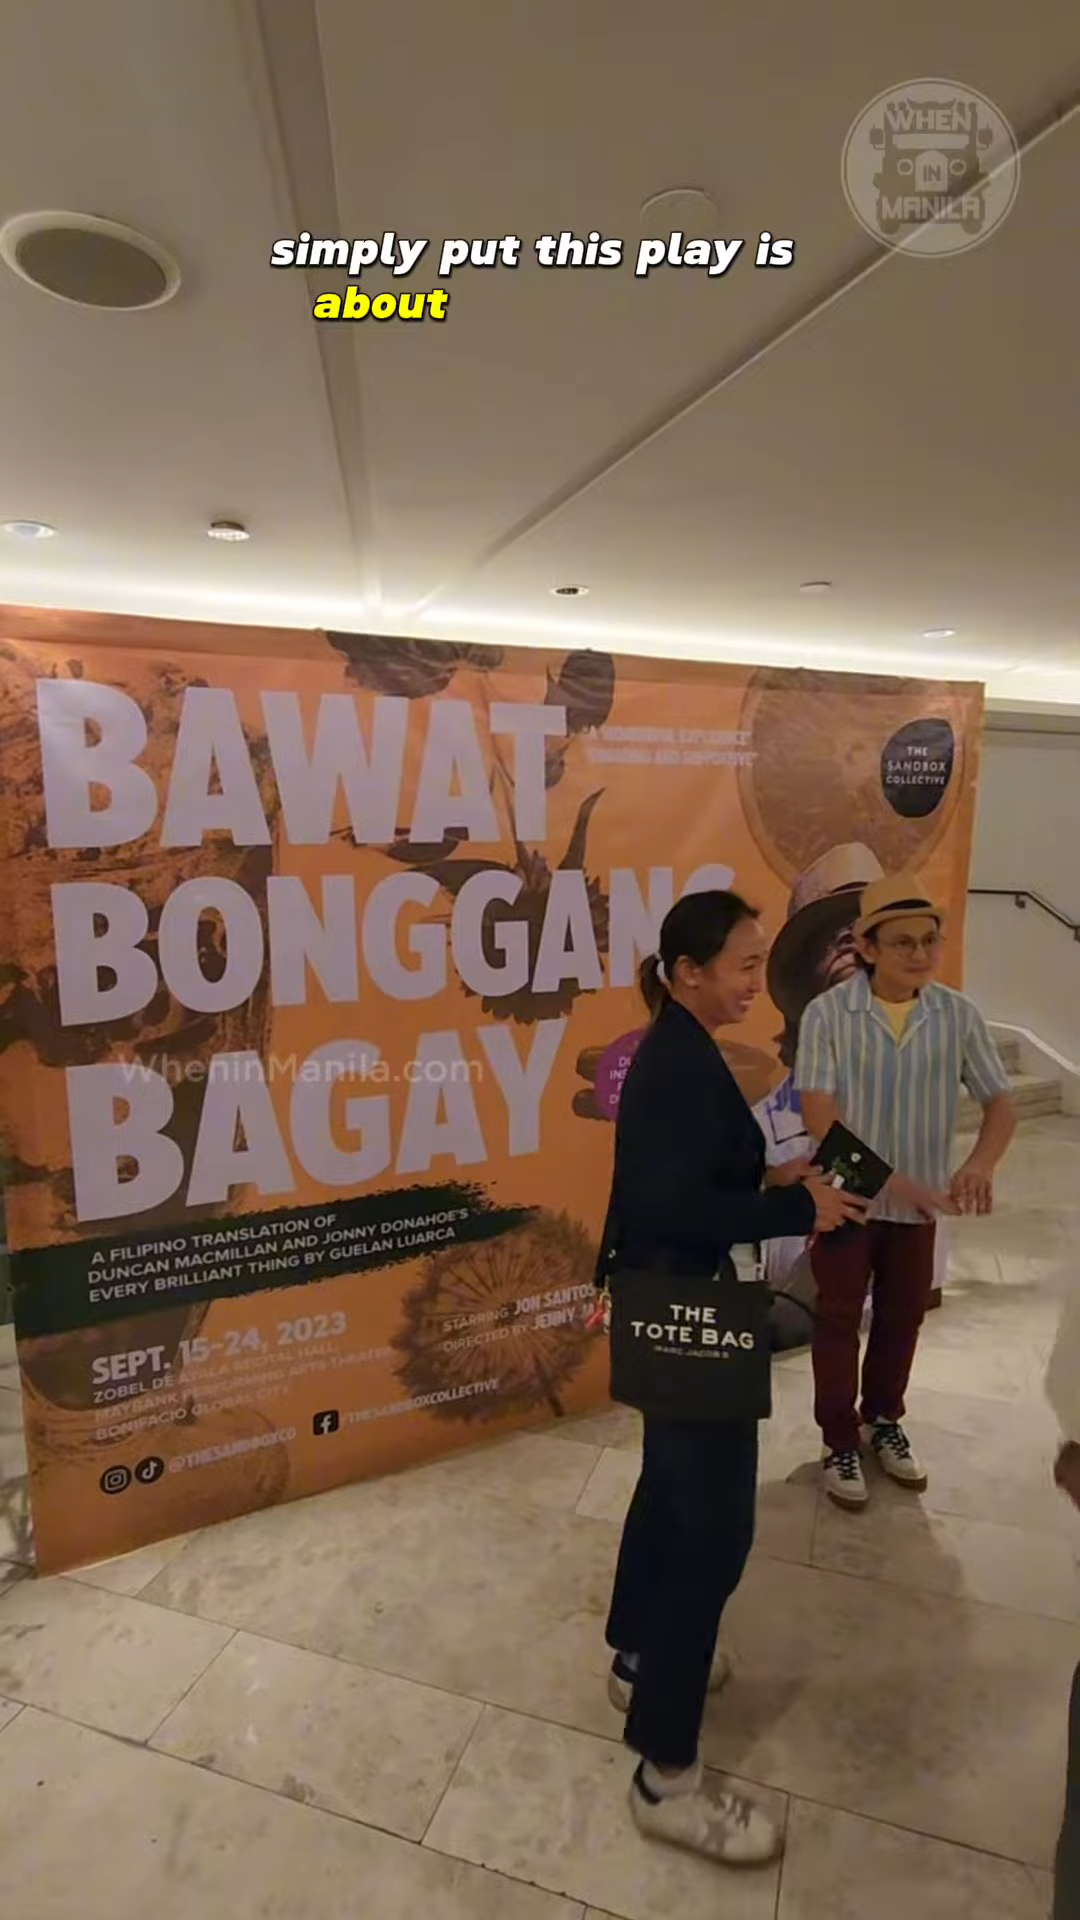 WHEN
IN
MANILA
simply put this play is
about
BAWAT
BONGGANG
BAGAY
THE
SANDBOX
COLLECTIVE
WheninManila.com
A FILIPINO TRANSLATION OF
DUNCAN MACMILLAN AND JONNY DONAHOE'S
EVERY BRILLIANT THING BY GUELAN LUARCA
STARRING JON SANTOS
DIRECTED BY JENNY
SEPT. 15-24, 2023
ZOBEL DE AYALA RECITAL HALL
MAYBANK PERFORMING ARTS THEATER
BONIFACIO GLOBAL CITY
@THESANDBOXCO
/THESANDBOXCOLLECTIVE
THE
TOTE BAG
MARC JACOBS